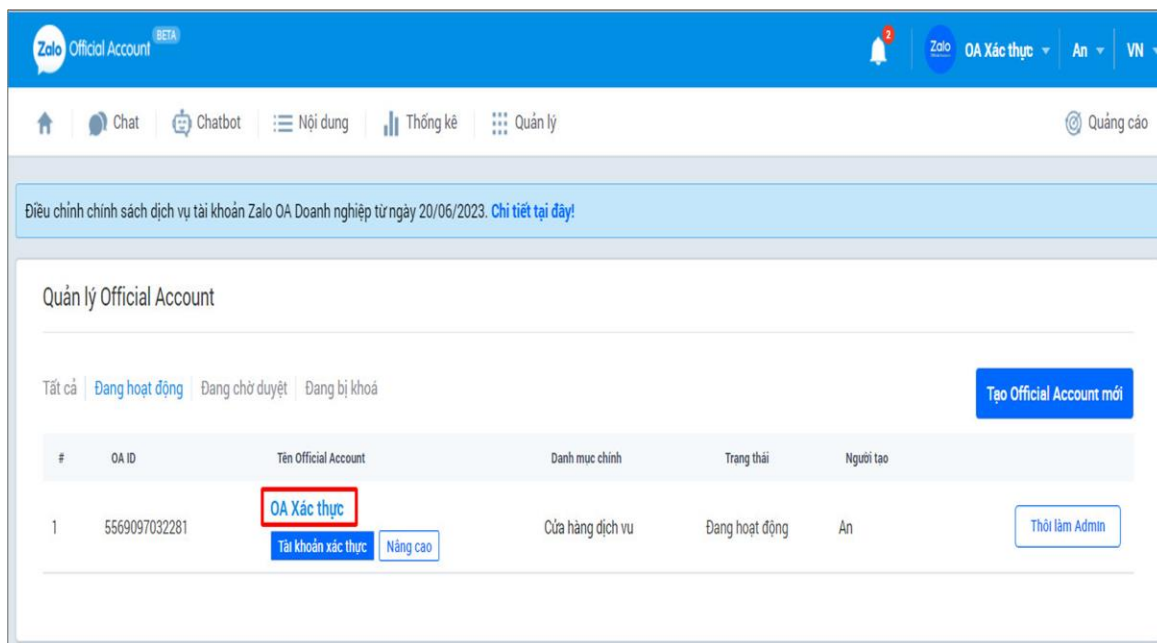 Zalo Official Account BETA 2 Zalo OA Xác thực An VN
Chat Chatbot Nội dung Thống kê Quản lý Quảng cáo
Điều chỉnh chính sách dịch vụ tài khoản Zalo OA Doanh nghiệp từ ngày 20/06/2023. Chi tiết tại đây!
Quản lý Official Account
Tất cả Đang hoạt động Đang chờ duyệt Đang bị khoá Tạo Official Account mới
# OA ID Tên Official Account Danh mục chính Trạng thái Người tạo
1 5569097032281 OA Xác thực Cửa hàng dịch vu Đang hoạt động An Thôi làm Admin
Tài khoản xác thực Nâng cao